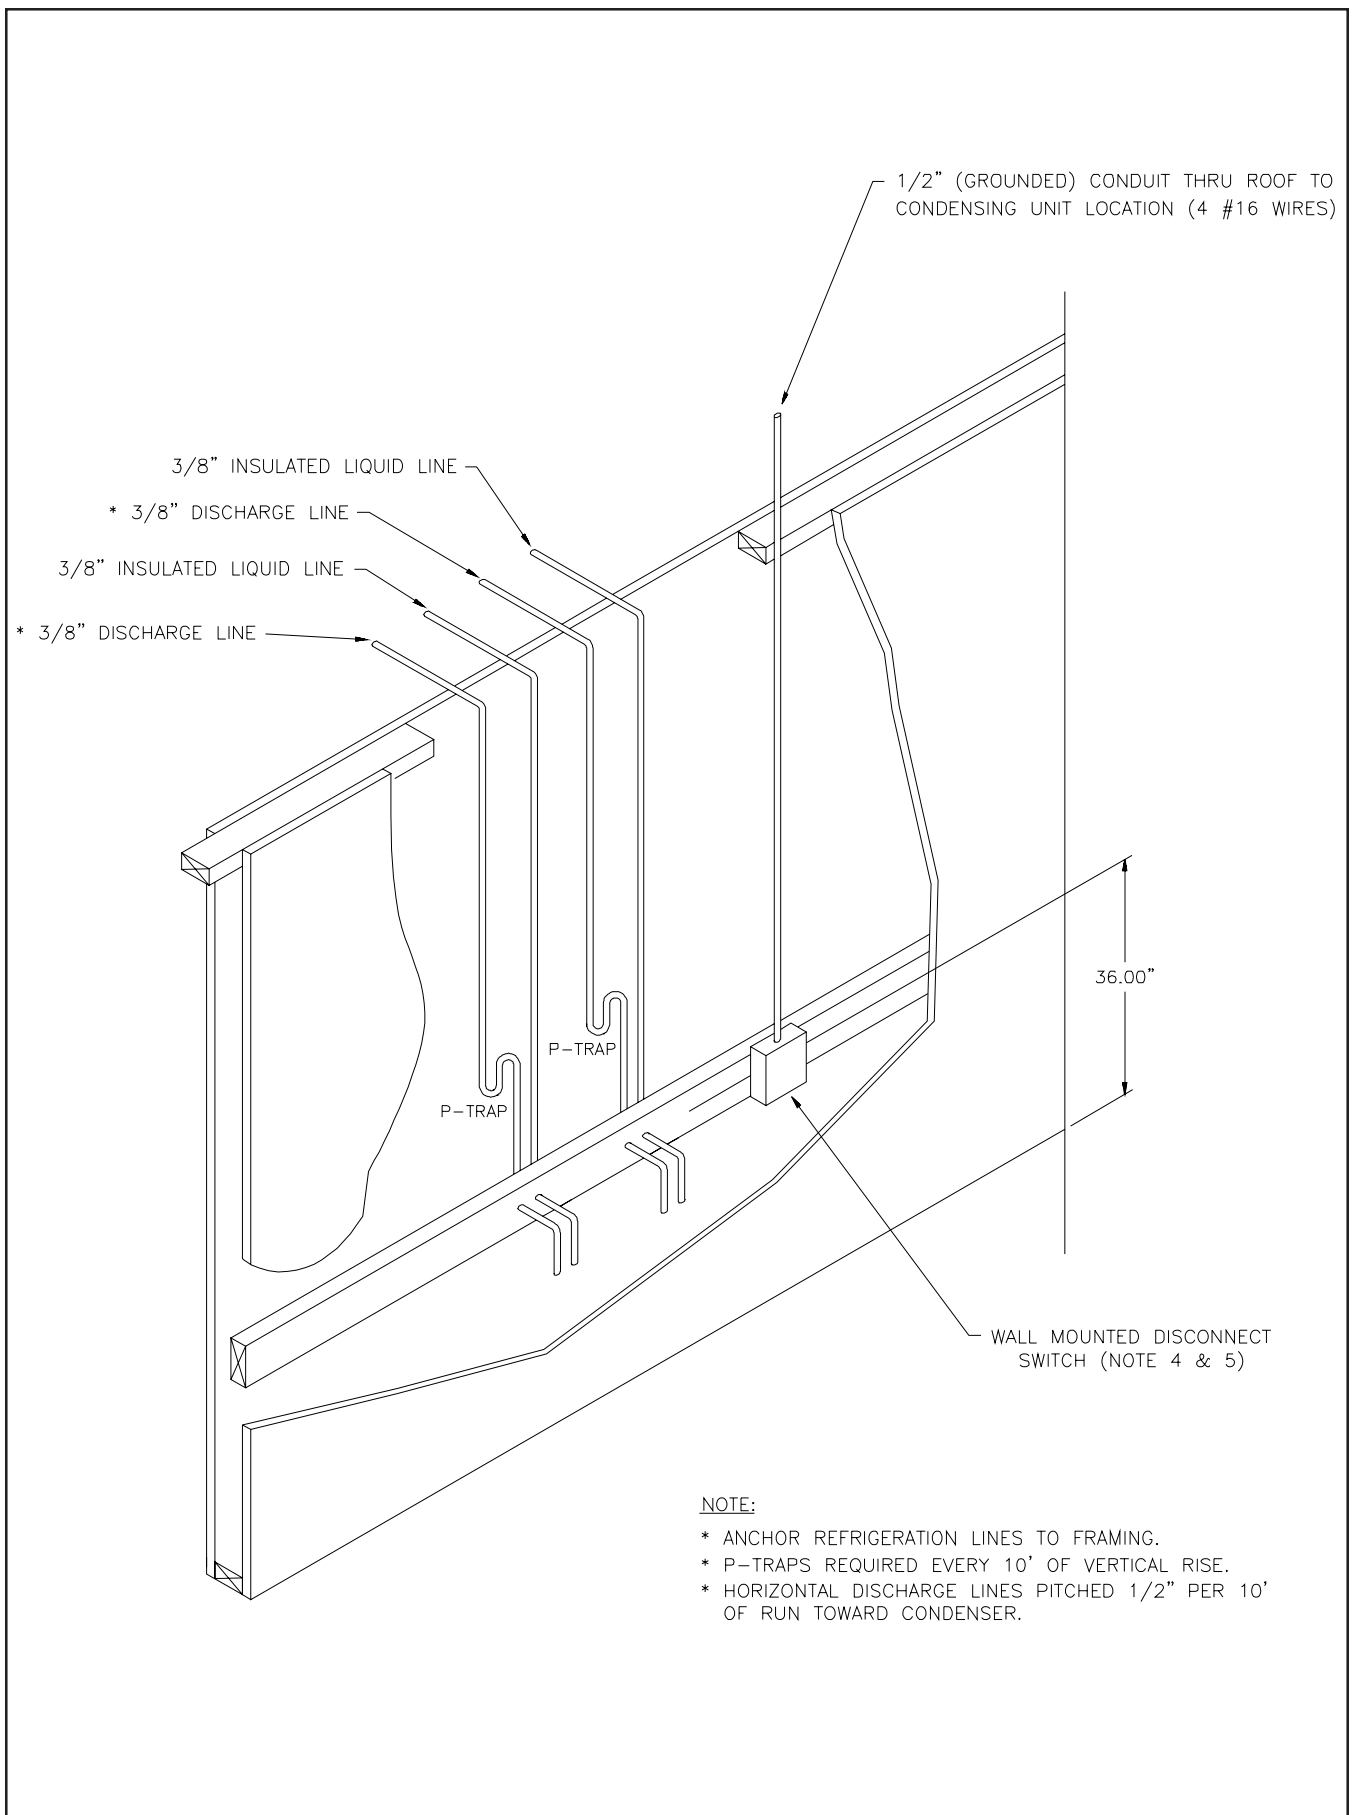 1/2” (GROUNDED) CONDUIT THRU ROOF TO
CONDENSING UNIT LOCATION (4 #16 WIRES)
3/8” INSULATED LIQUID LINE
* 3/8” DISCHARGE LINE
3/8” INSULATED LIQUID LINE
* 3/8” DISCHARGE LINE
36.00”
P-TRAP
P-TRAP
WALL MOUNTED DISCONNECT
SWITCH (NOTE 4 & 5)
NOTE:
* ANCHOR REFRIGERATION LINES TO FRAMING.
* P-TRAPS REQUIRED EVERY 10’ OF VERTICAL RISE.
* HORIZONTAL DISCHARGE LINES PITCHED 1/2” PER 10’
OF RUN TOWARD CONDENSER.